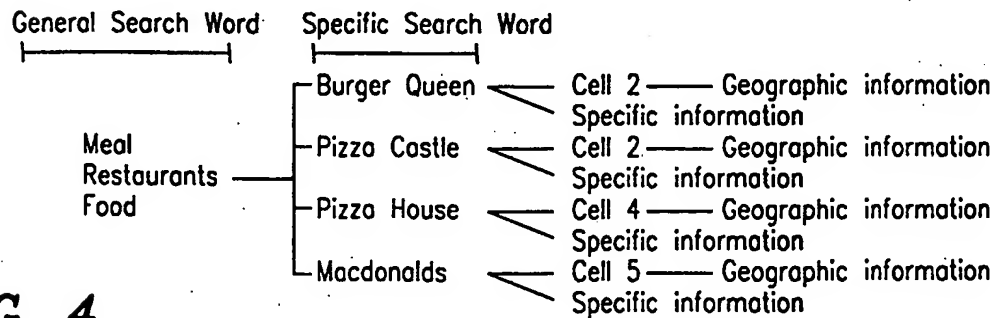 General Search Word Specific Search Word
Burger Queen Cell 2 Geographic information
Specific information
Meal Pizza Castle Cell 2 Geographic information
Restaurants Specific information
Food Pizza House Cell 4 Geographic information
Specific information
Macdonalds Cell 5 Geographic information
Specific information
G. 4